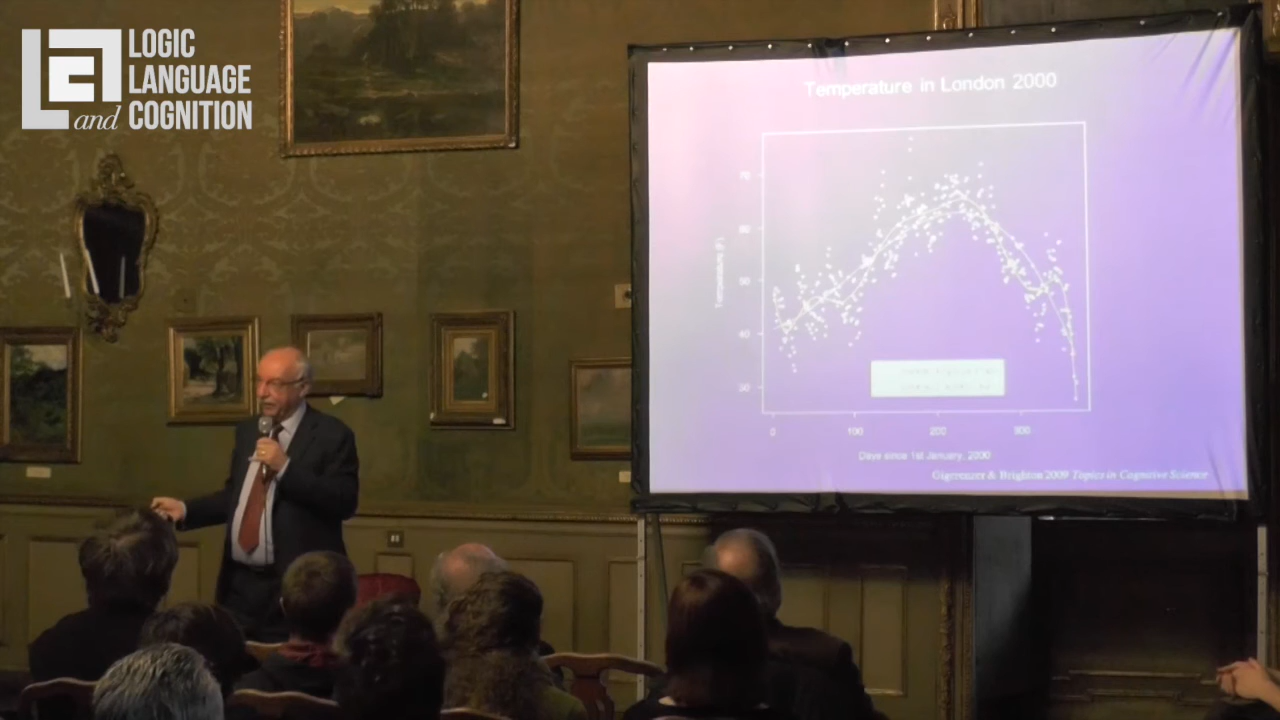 LOGIC
LANGUAGE
and COGNITION
Temperature in London 2000
Temperature (F)
70
60
50
40
30
0 100 200 300
Days since 1st January, 2000
Gigerenzer & Brighton 2009 Topics in Cognitive Science